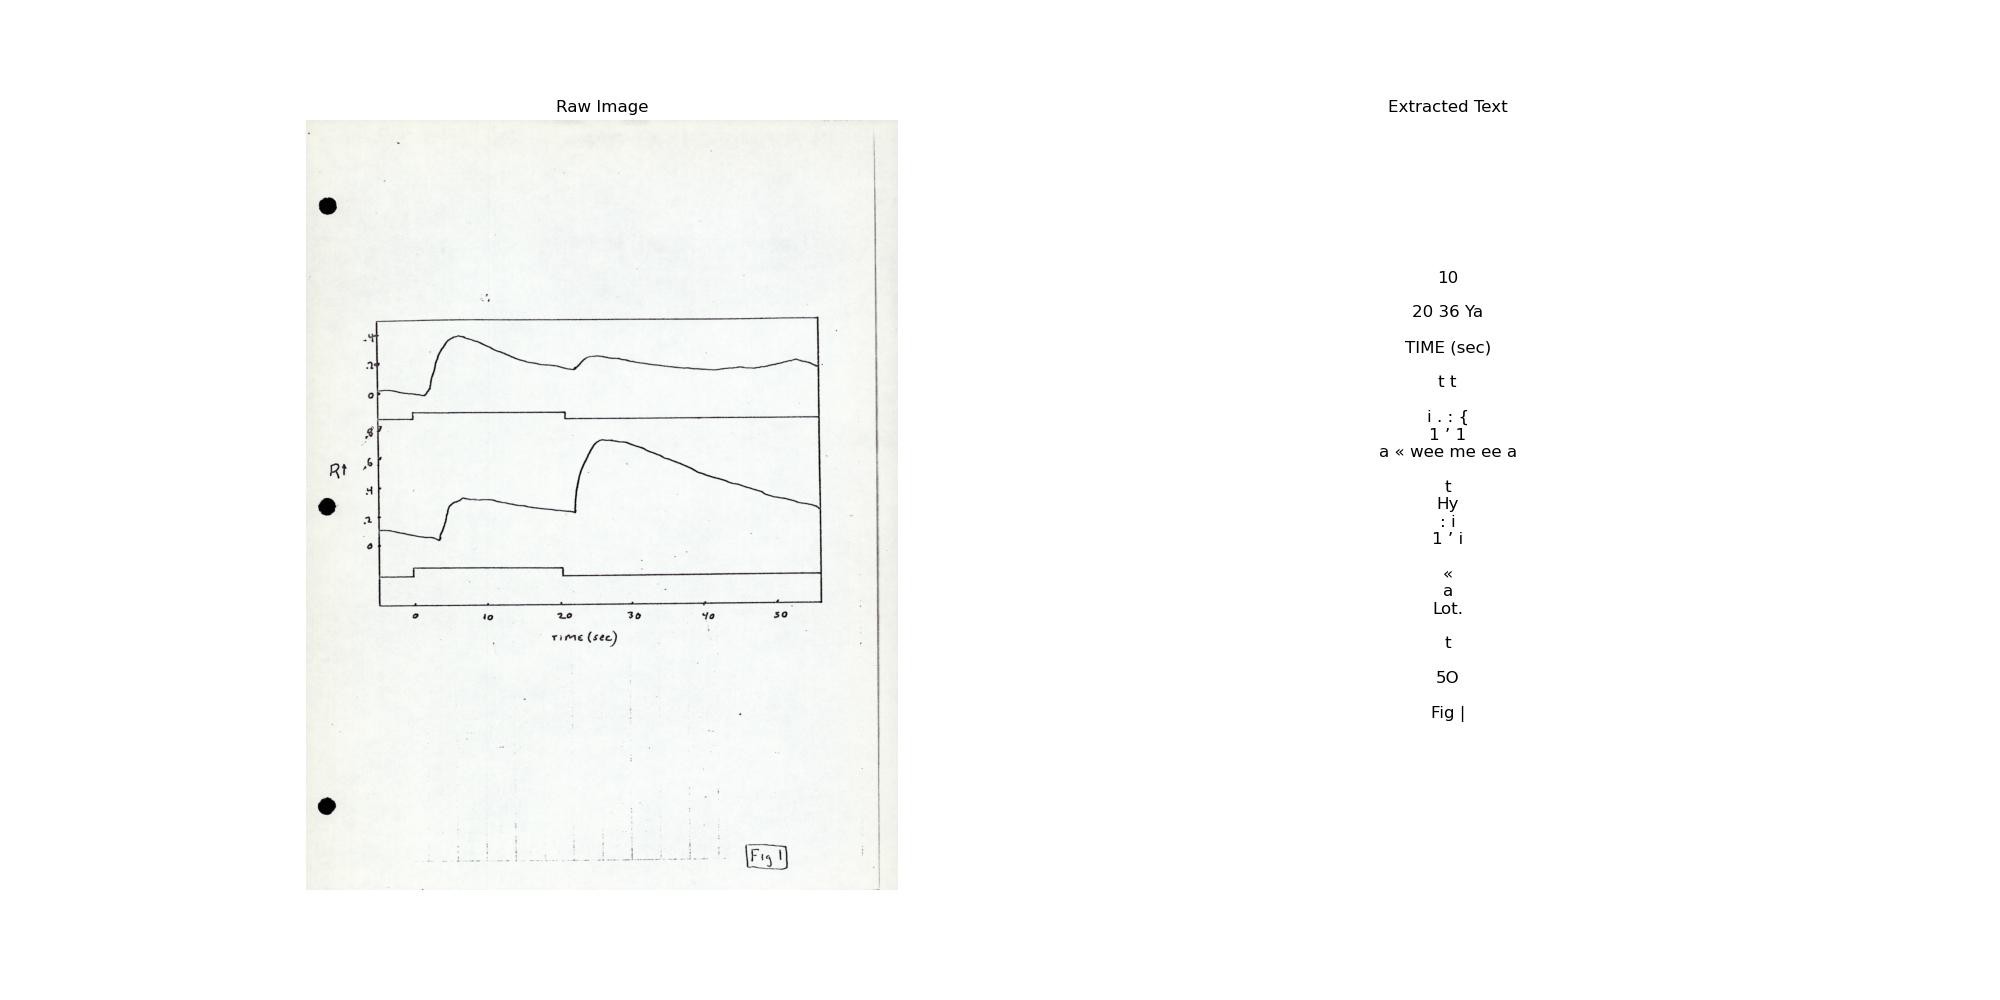 Raw Image
.4
.2
0
.8
R↑
.6
.4
.2
0
0 10 20 30 40 50
TIME (sec)
Fig 1
Extracted Text
10
20 36 Ya
TIME (sec)
t t
i . : {
1 ’ 1
a « wee me ee a
t
Hy
: i
1 ’ i
«
a
Lot.
t
5O
Fig |